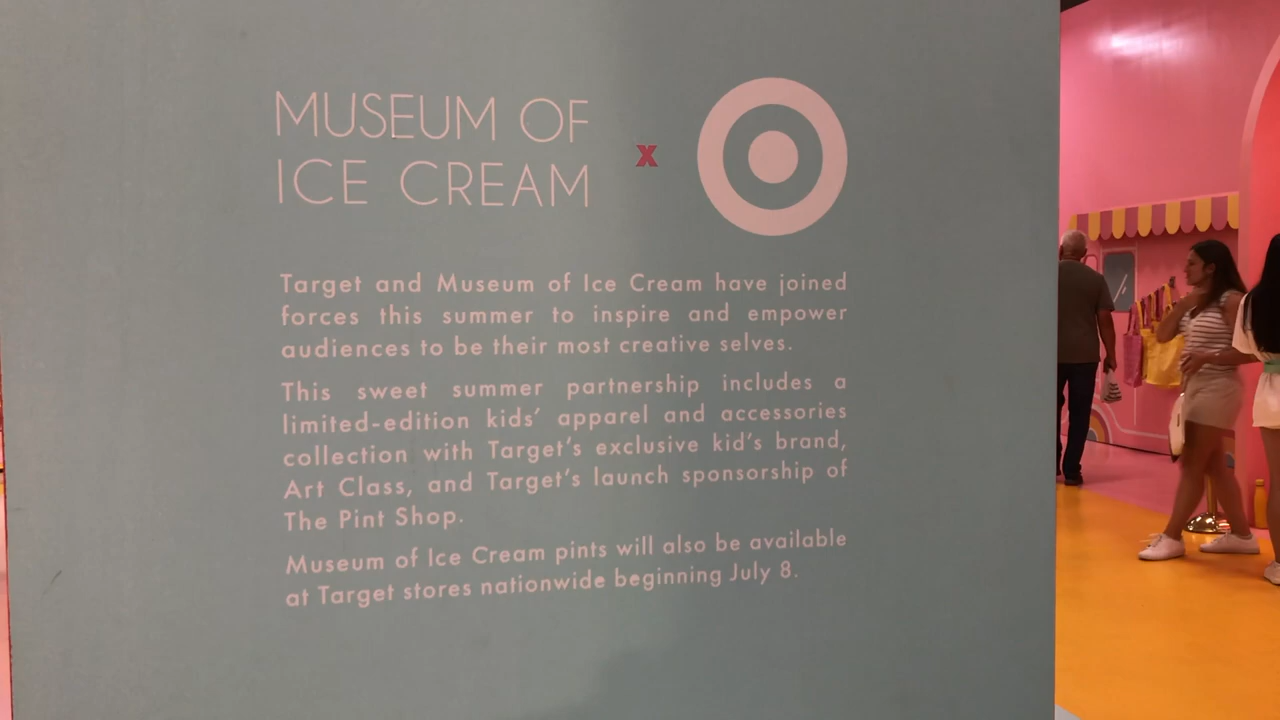 MUSEUM OF
ICE CREAM
x
Target and Museum of Ice Cream have joined
forces this summer to inspire and empower
audiences to be their most creative selves.
This sweet summer partnership includes a
limited-edition kids’ apparel and accessories
collection with Target’s exclusive kid’s brand,
Art Class, and Target’s launch sponsorship of
The Pint Shop.
Museum of Ice Cream pints will also be available
at Target stores nationwide beginning July 8.